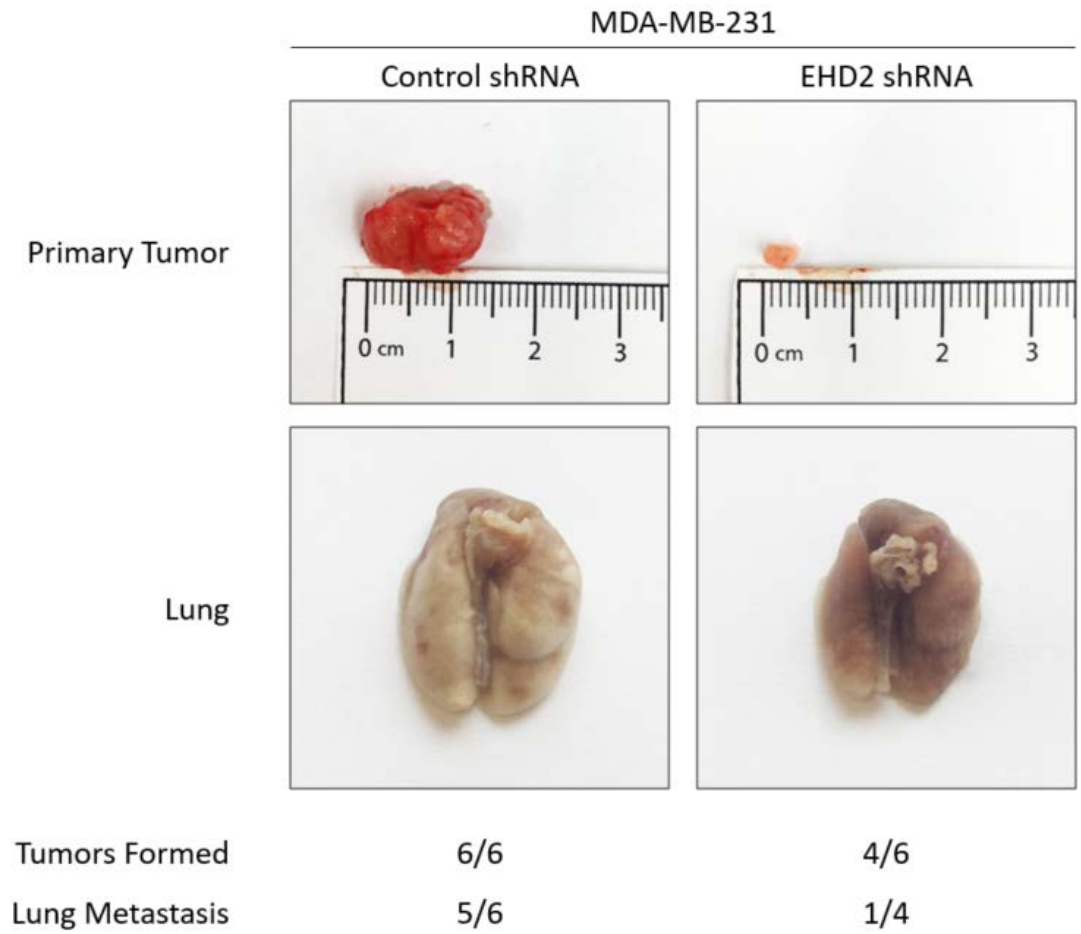 MDA-MB-231
Control shRNA EHD2 shRNA
Primary Tumor
0 cm 1 2 3
0 cm 1 2 3
Lung
Tumors Formed 6/6 4/6
Lung Metastasis 5/6 1/4